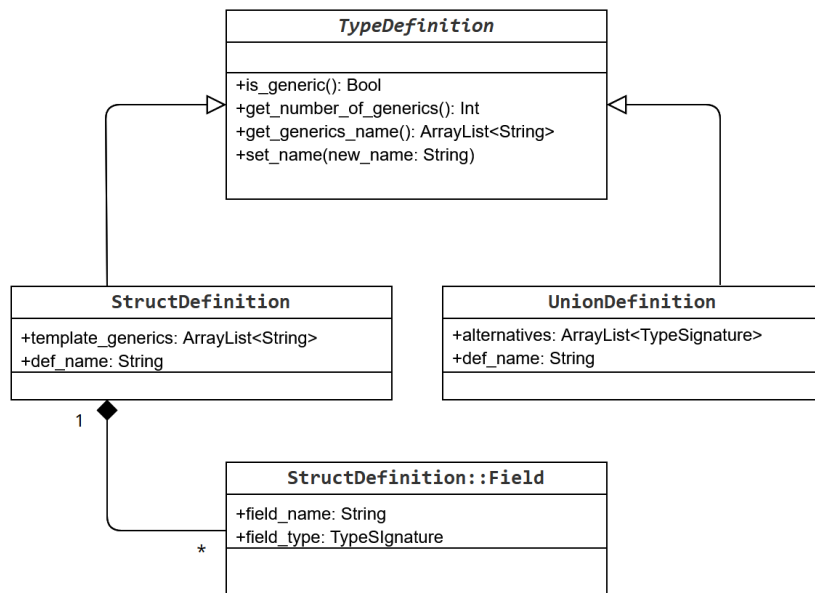 TypeDefinition
+is_generic(): Bool
+get_number_of_generics(): Int
+get_generics_name(): ArrayList<String>
+set_name(new_name: String)
StructDefinition
+template_generics: ArrayList<String>
+def_name: String
UnionDefinition
+alternatives: ArrayList<TypeSignature>
+def_name: String
1
StructDefinition::Field
+field_name: String
+field_type: TypeSIgnature
*